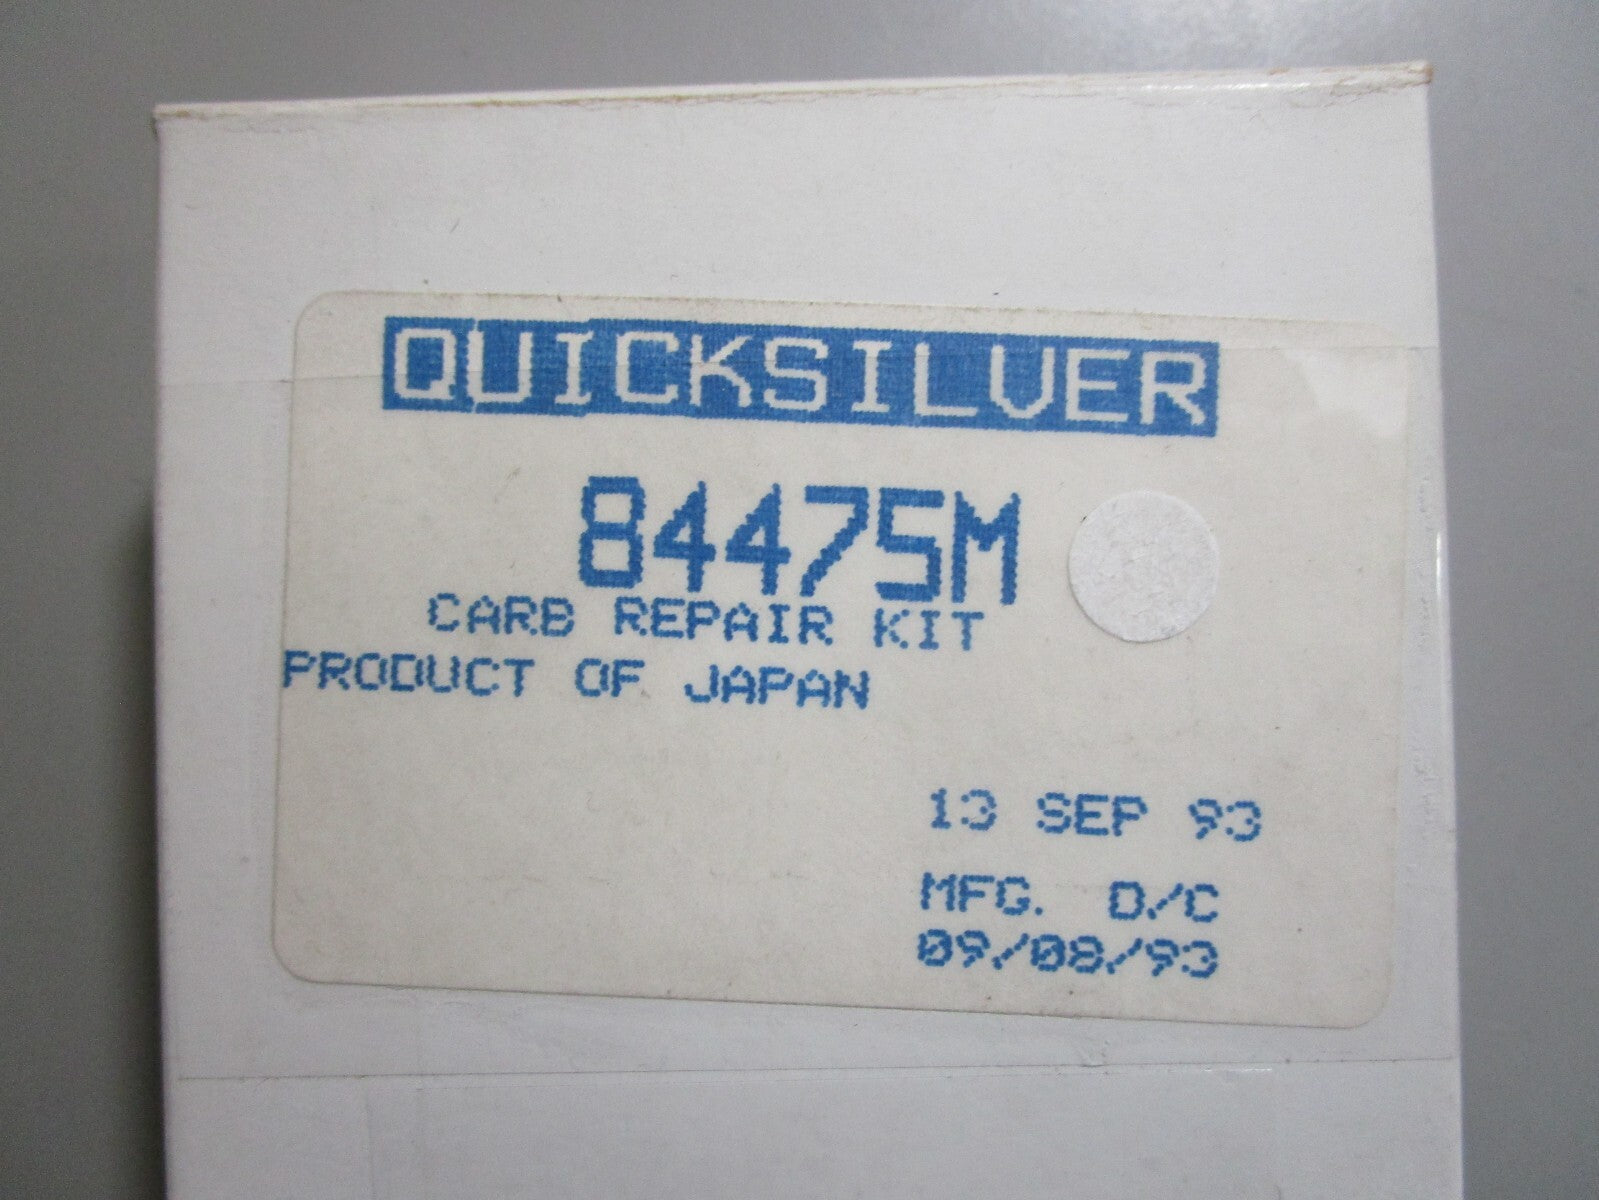 QUICKSILVER
84475M
CARB REPAIR KIT
PRODUCT OF JAPAN
13 SEP 93
MFG. D/C
09/08/93